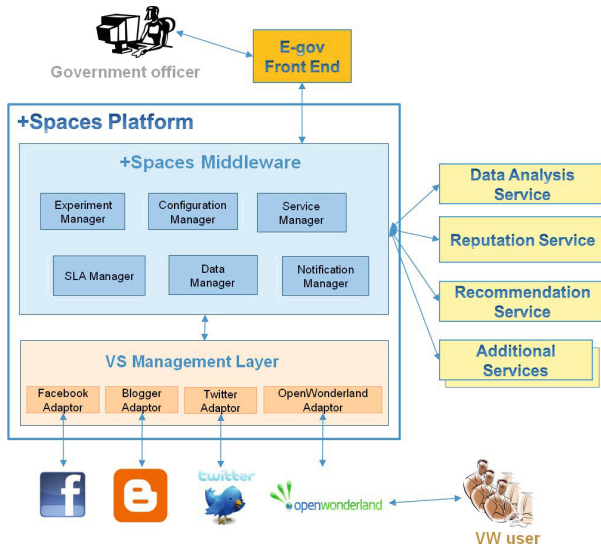 Government officer
E-gov
Front End
+Spaces Platform
+Spaces Middleware
Experiment
Manager
Configuration
Manager
Service
Manager
SLA Manager
Data
Manager
Notification
Manager
Data Analysis
Service
Reputation Service
Recommendation
Service
Additional
Services
VS Management Layer
Facebook
Adaptor
Blogger
Adaptor
Twitter
Adaptor
OpenWonderland
Adaptor
twitter
openwonderland
VW user